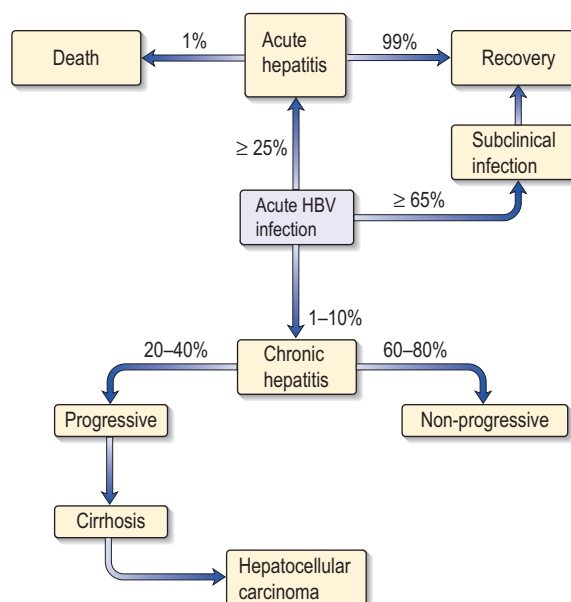 Death
1%
Acute
hepatitis
99%
Recovery
≥ 25%
Subclinical
infection
Acute HBV
infection
≥ 65%
1–10%
20–40%
Chronic
hepatitis
60–80%
Progressive
Non-progressive
Cirrhosis
Hepatocellular
carcinoma